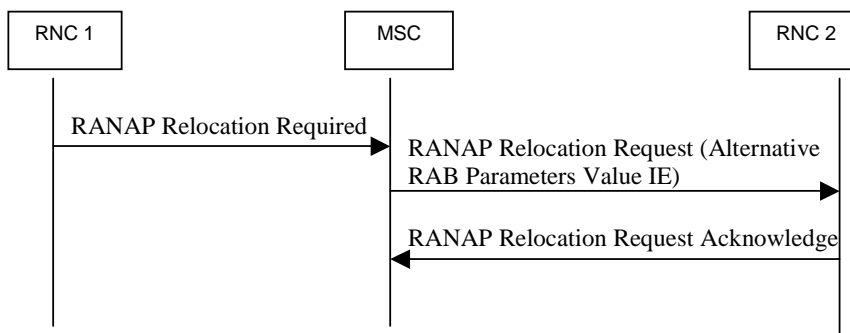 RNC 1
MSC
RNC 2
RANAP Relocation Required
RANAP Relocation Request (Alternative
RAB Parameters Value IE)
RANAP Relocation Request Acknowledge